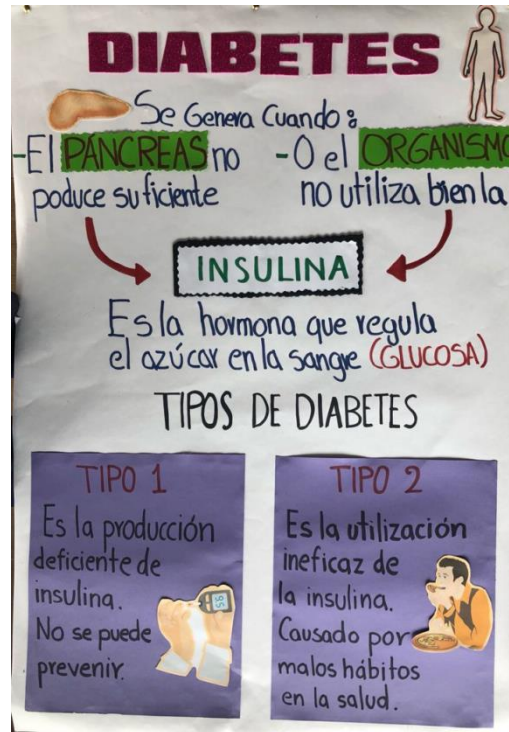 DIABETES
Se Genera Cuando:
-El PÁNCREAS no
poduce suficiente
-O el ORGANISMO
no utiliza bien la
INSULINA
Es la hormona que regula
el azúcar en la sangre (GLUCOSA)
TIPOS DE DIABETES
TIPO 1
Es la producción
deficiente de
insulina.
No se puede
prevenir.
TIPO 2
Es la utilización
ineficaz de
la insulina.
Causado por
malos hábitos
en la salud.